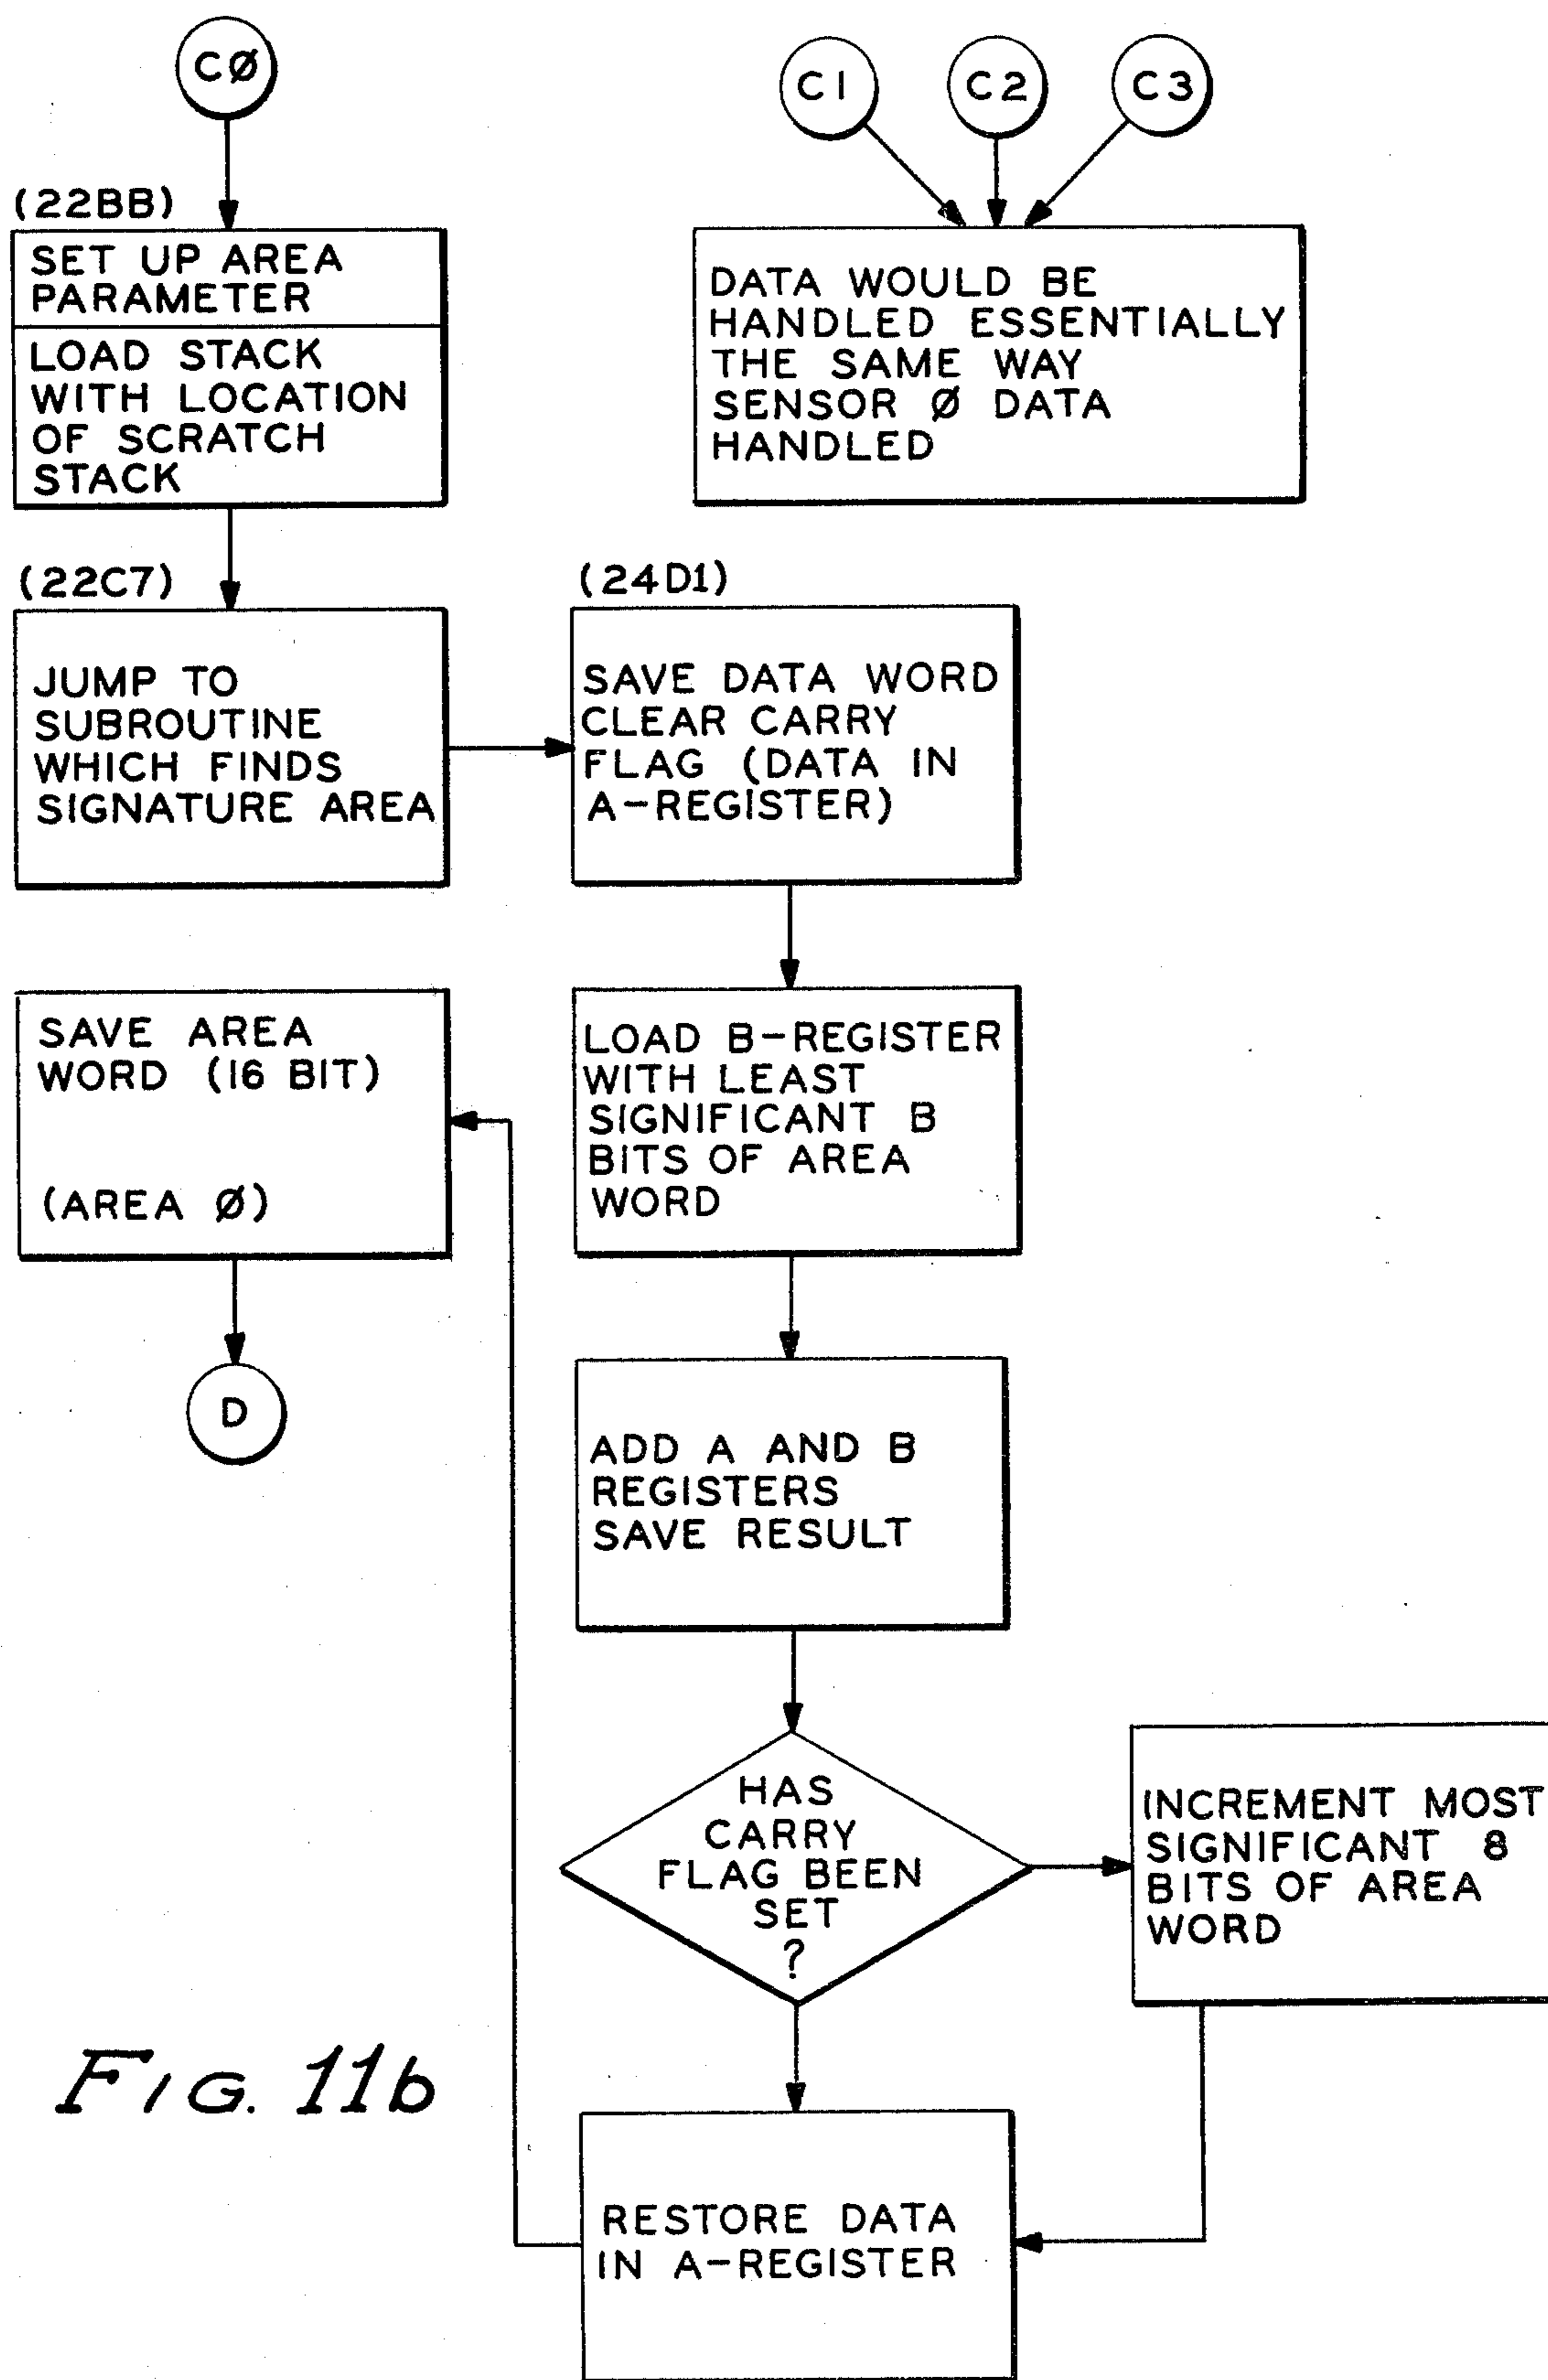 CØ
(22BB)
SET UP AREA
PARAMETER
LOAD STACK
WITH LOCATION
OF SCRATCH
STACK
C1
C2
C3
DATA WOULD BE
HANDLED ESSENTIALLY
THE SAME WAY
SENSOR Ø DATA
HANDLED
(22C7)
JUMP TO
SUBROUTINE
WHICH FINDS
SIGNATURE AREA
(24D1)
SAVE DATA WORD
CLEAR CARRY
FLAG (DATA IN
A-REGISTER)
LOAD B-REGISTER
WITH LEAST
SIGNIFICANT B
BITS OF AREA
WORD
ADD A AND B
REGISTERS
SAVE RESULT
HAS
CARRY
FLAG BEEN
SET
?
INCREMENT MOST
SIGNIFICANT 8
BITS OF AREA
WORD
RESTORE DATA
IN A-REGISTER
SAVE AREA
WORD (16 BIT)
(AREA Ø)
D
FIG. 11b